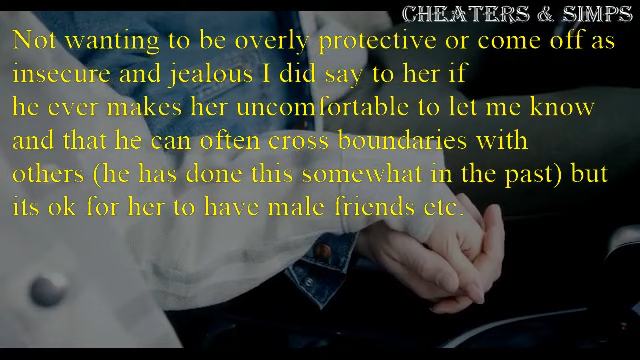 CHEATERS & SIMPS
Not wanting to be overly protective or come off as
insecure and jealous I did say to her if
he ever makes her uncomfortable to let me know
and that he can often cross boundaries with
others (he has done this somewhat in the past) but
its ok for her to have male friends etc.